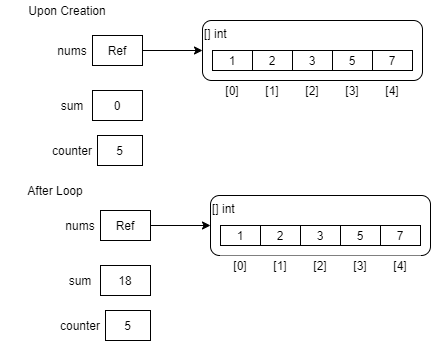 Upon Creation
nums Ref
[] int
1 2 3 5 7
[0] [1] [2] [3] [4]
sum 0
counter 5
After Loop
nums Ref
[] int
1 2 3 5 7
[0] [1] [2] [3] [4]
sum 18
counter 5